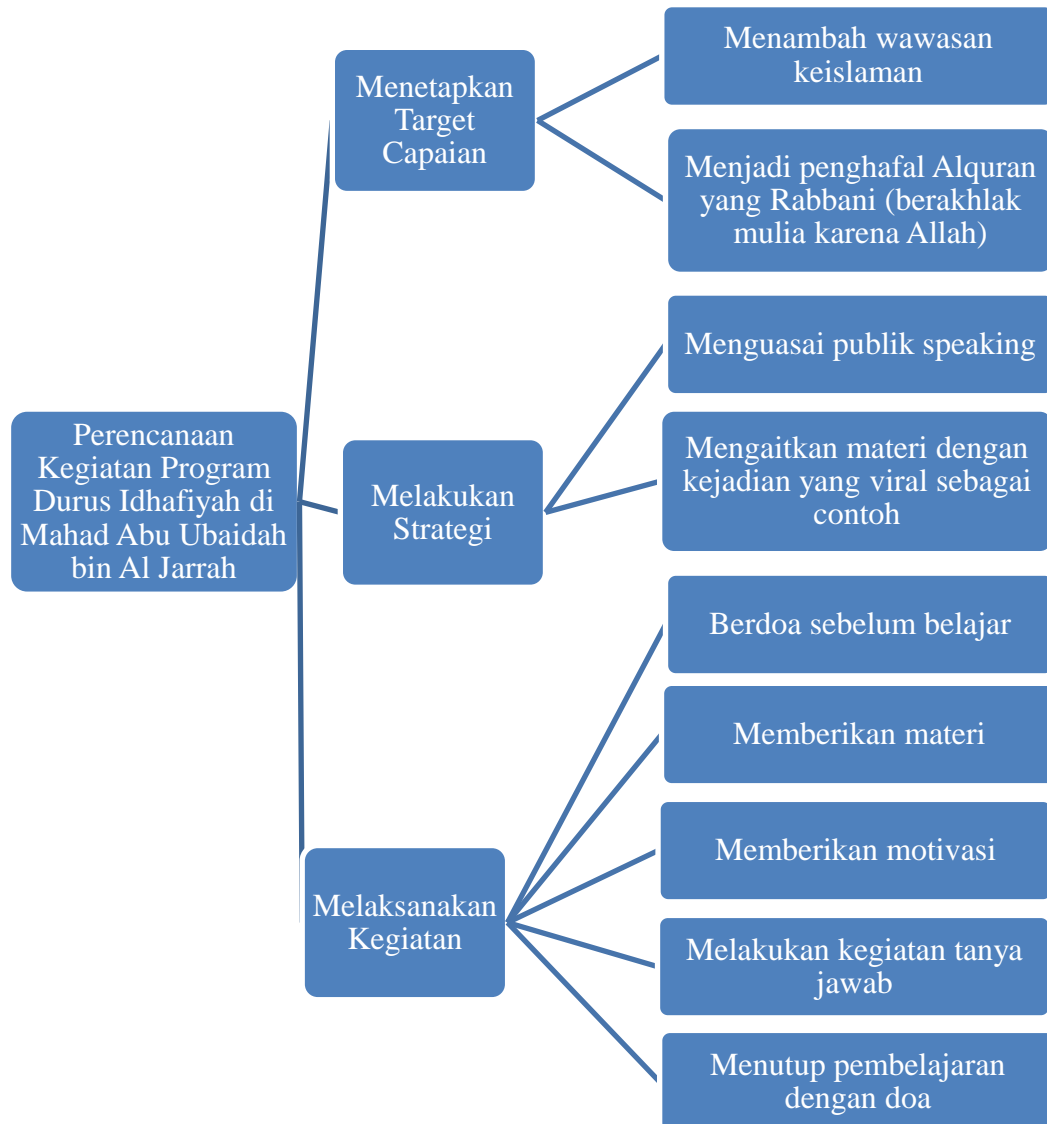 Perencanaan
Kegiatan Program
Durus Idhafiyah di
Mahad Abu Ubaidah
bin Al Jarrah
Menetapkan
Target
Capaian
Menambah wawasan
keislaman
Menjadi penghafal Alquran
yang Rabbani (berakhlak
mulia karena Allah)
Melakukan
Strategi
Menguasai publik speaking
Mengaitkan materi dengan
kejadian yang viral sebagai
contoh
Melaksanakan
Kegiatan
Berdoa sebelum belajar
Memberikan materi
Memberikan motivasi
Melakukan kegiatan tanya
jawab
Menutup pembelajaran
dengan doa